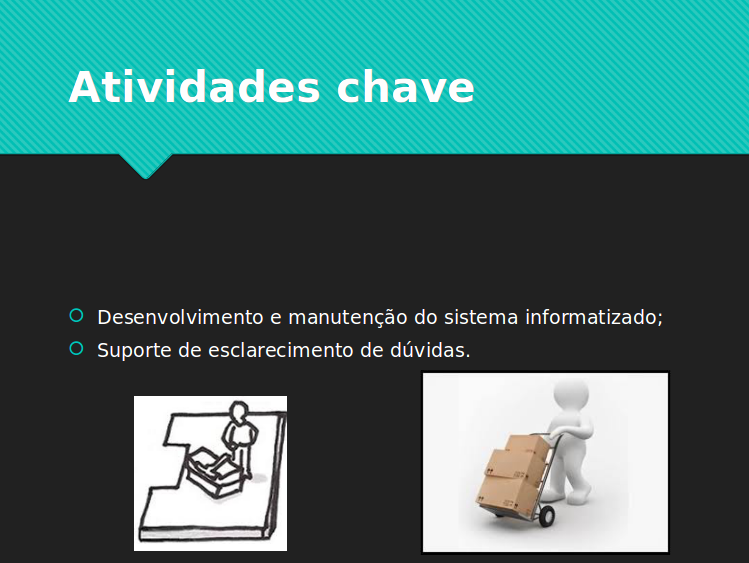 Atividades chave
Desenvolvimento e manutenção do sistema informatizado;
Suporte de esclarecimento de dúvidas.